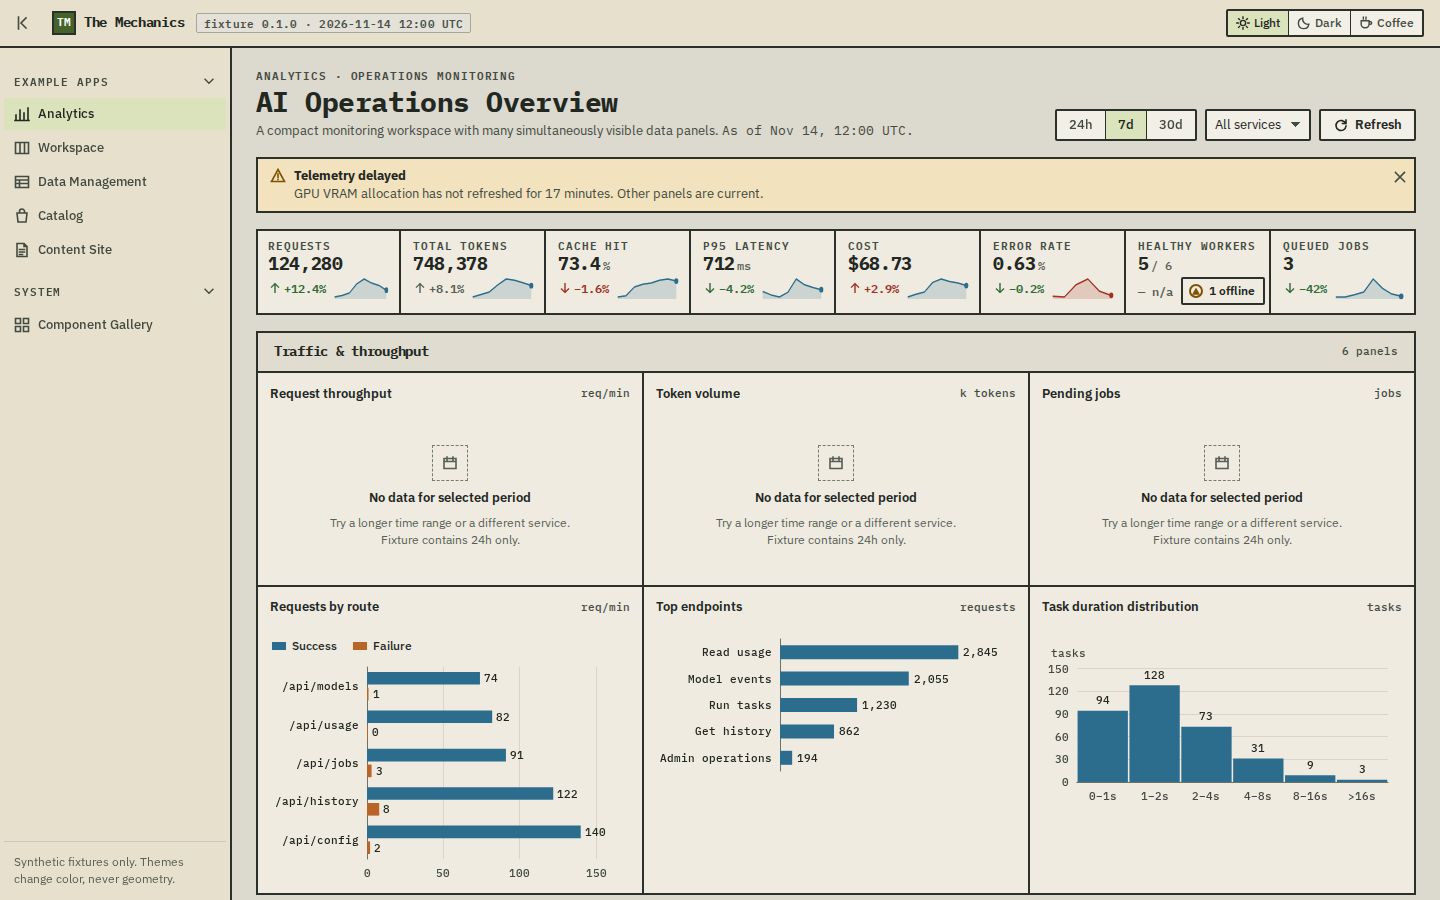 TM The Mechanics fixture 0.1.0 · 2026-11-14 12:00 UTC Light Dark Coffee
EXAMPLE APPS
Analytics
Workspace
Data Management
Catalog
Content Site
SYSTEM
Component Gallery
Synthetic fixtures only. Themes
change color, never geometry.
ANALYTICS · OPERATIONS MONITORING
AI Operations Overview
A compact monitoring workspace with many simultaneously visible data panels. As of Nov 14, 12:00 UTC.
24h 7d 30d All services Refresh
Telemetry delayed
GPU VRAM allocation has not refreshed for 17 minutes. Other panels are current.
REQUESTS
124,280
↑ +12.4%
TOTAL TOKENS
748,378
↑ +8.1%
CACHE HIT
73.4%
↓ −1.6%
P95 LATENCY
712 ms
↓ −4.2%
COST
$68.73
↑ +2.9%
ERROR RATE
0.63%
↓ −0.2%
HEALTHY WORKERS
5 / 6
— n/a 1 offline
QUEUED JOBS
3
↓ −42%
Traffic & throughput 6 panels
Request throughput req/min
No data for selected period
Try a longer time range or a different service.
Fixture contains 24h only.
Token volume k tokens
No data for selected period
Try a longer time range or a different service.
Fixture contains 24h only.
Pending jobs jobs
No data for selected period
Try a longer time range or a different service.
Fixture contains 24h only.
Requests by route req/min
Success Failure
/api/models 74
1
/api/usage 82
0
/api/jobs 91
3
/api/history 122
8
/api/config 140
2
0 50 100 150
Top endpoints requests
Read usage 2,845
Model events 2,055
Run tasks 1,230
Get history 862
Admin operations 194
Task duration distribution tasks
tasks
150
120
90
60
30
0
94 128 73 31 9 3
0–1s 1–2s 2–4s 4–8s 8–16s >16s